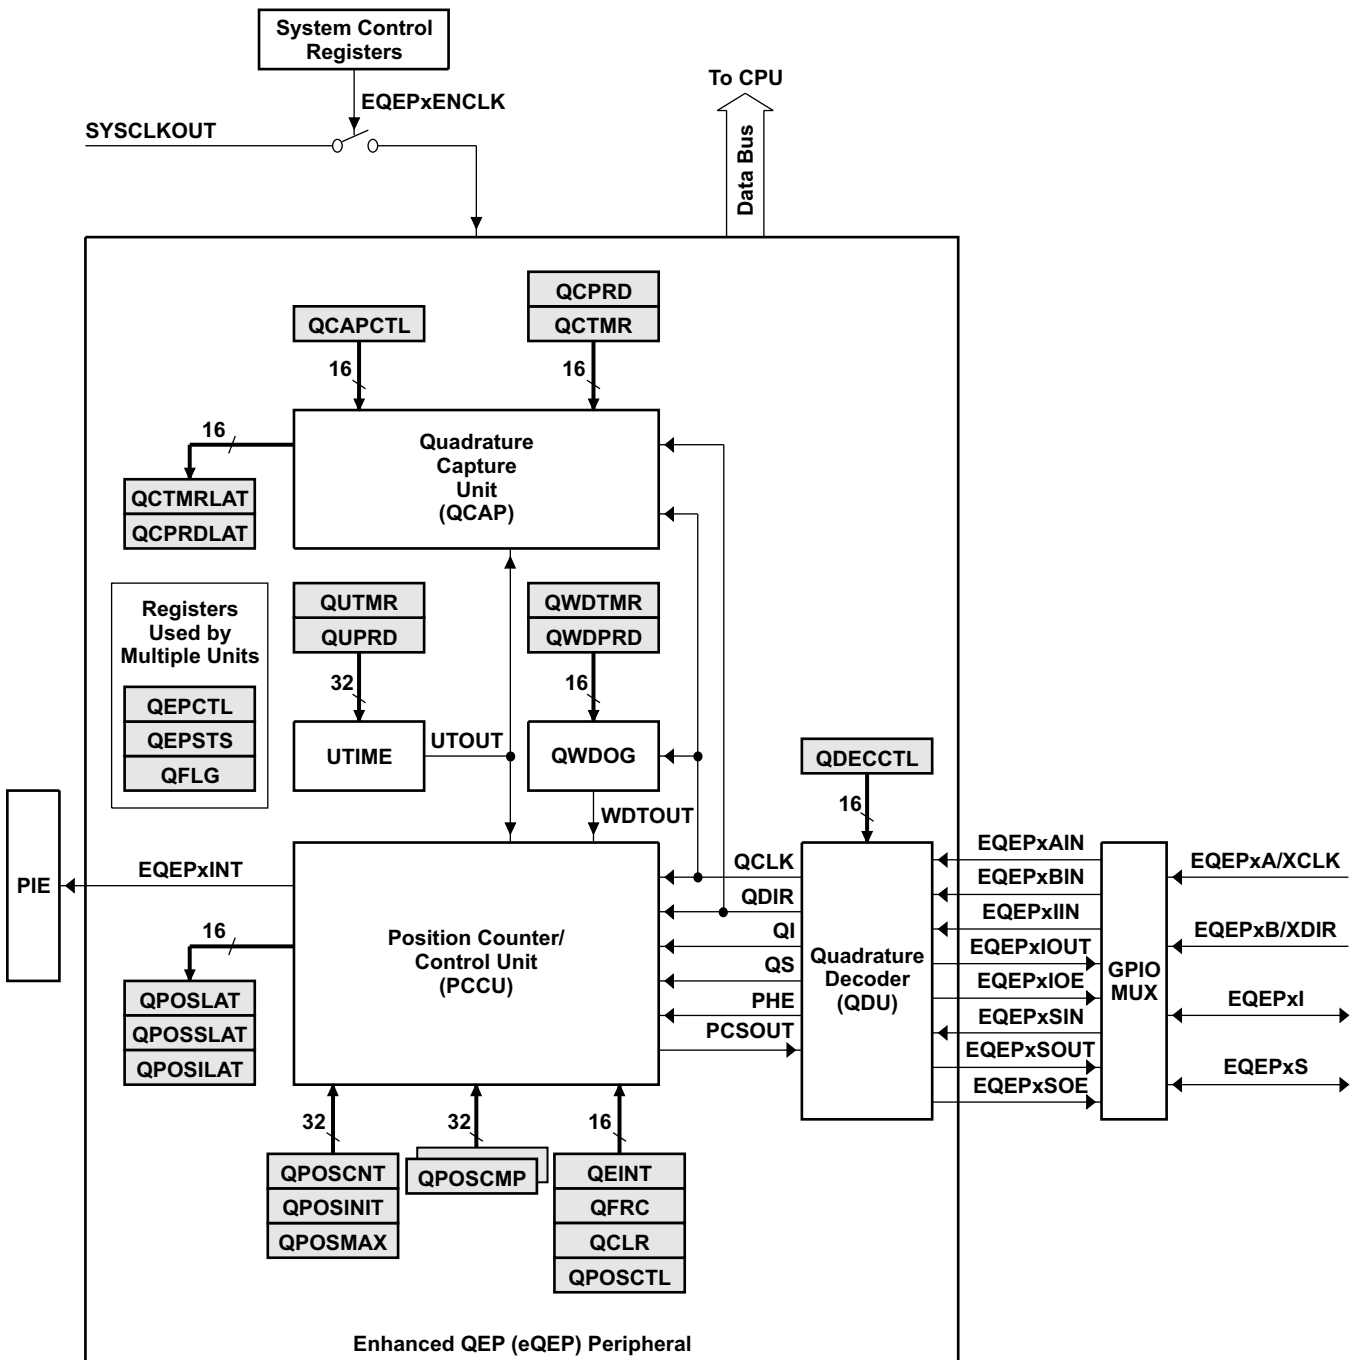 System Control
Registers
To CPU
EQEPxENCLK
SYSCLKOUT
Data Bus
QCPRD
QCAPCTL
QCTMR
16
16
16
Quadrature
Capture
Unit
(QCAP)
QCTMRLAT
QCPRDLAT
Registers
Used by
Multiple Units
QUTMR
QUPRD
QWDTMR
QWDPRD
32
16
QEPCTL
QEPSTS
QFLG
UTIME
UTOUT
QWDOG
QDECCTL
WDTOUT
16
PIE
EQEPxINT
16
Position Counter/
Control Unit
(PCCU)
QCLK
QDIR
QI
QS
PHE
PCSOUT
Quadrature
Decoder
(QDU)
EQEPxAIN
EQEPxBIN
EQEPxIIN
EQEPxIOUT
EQEPxIOE
EQEPxSIN
EQEPxSOUT
EQEPxSOE
GPIO
MUX
EQEPxA/XCLK
EQEPxB/XDIR
EQEPxI
EQEPxS
QPOSLAT
QPOSSLAT
QPOSILAT
32
32
16
QPOSCNT
QPOSINIT
QPOSMAX
QPOSCMP
QEINT
QFRC
QCLR
QPOSCTL
Enhanced QEP (eQEP) Peripheral